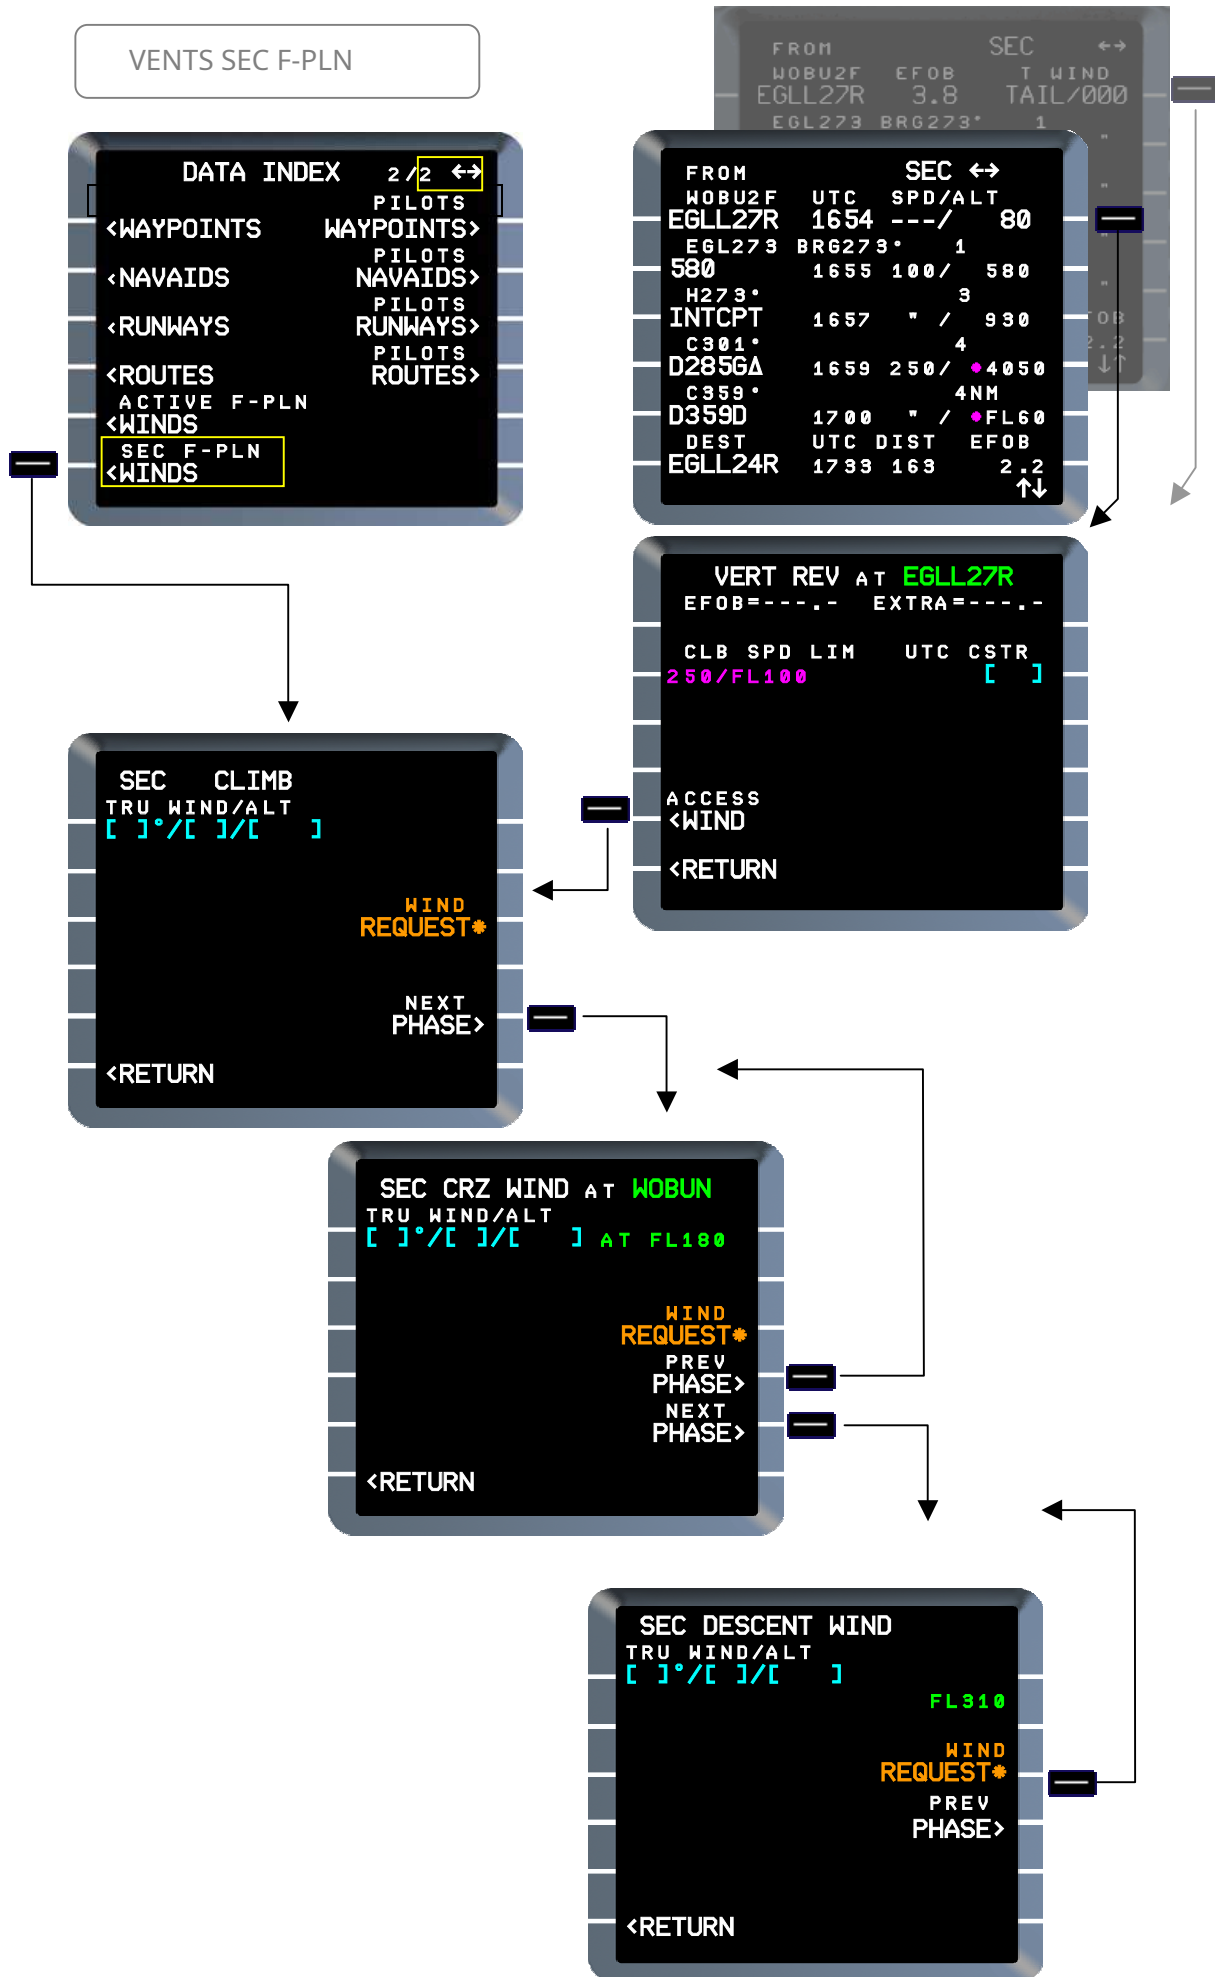 VENTS SEC F-PLN
FROM SEC ←→
WOBU2F EFOB T WIND
EGLL27R 3.8 TAIL/000
EGL273 BRG273° 1
"
"
"
"
2.2
↓↑
DATA INDEX 2/2 ←→
PILOTS
<WAYPOINTS WAYPOINTS>
PILOTS
<NAVAIDS NAVAIDS>
PILOTS
<RUNWAYS RUNWAYS>
PILOTS
<ROUTES ROUTES>
ACTIVE F-PLN
<WINDS
SEC F-PLN
<WINDS
FROM SEC ←→
WOBU2F UTC SPD/ALT
EGLL27R 1654 ---/ 80
EGL273 BRG273° 1
580 1655 100/ 580
H273° 3
INTCPT 1657 " / 930
C301° 4
D285G∆ 1659 250/ *4050
C359° 4NM
D359D 1700 " / *FL60
DEST UTC DIST EFOB
EGLL24R 1733 163 2.2
↑↓
VERT REV AT EGLL27R
EFOB=---.- EXTRA=---.-
CLB SPD LIM UTC CSTR
250/FL100 [ ]
ACCESS
<WIND
<RETURN
SEC CLIMB
TRU WIND/ALT
[ ]°/[ ]/[ ]
WIND
REQUEST*
NEXT
PHASE>
<RETURN
SEC CRZ WIND AT WOBUN
TRU WIND/ALT
[ ]°/[ ]/[ ] AT FL180
WIND
REQUEST*
PREV
PHASE>
NEXT
PHASE>
<RETURN
SEC DESCENT WIND
TRU WIND/ALT
[ ]°/[ ]/[ ]
FL310
WIND
REQUEST*
PREV
PHASE>
<RETURN